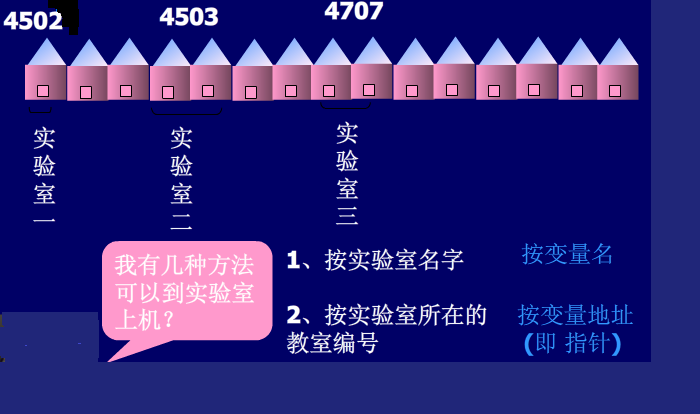 4502
4503
4707
实验室一
实验室二
实验室三
我有几种方法
可以到实验室
上机？
1、按实验室名字
按变量名
2、按实验室所在的
教室编号
按变量地址
(即 指针)